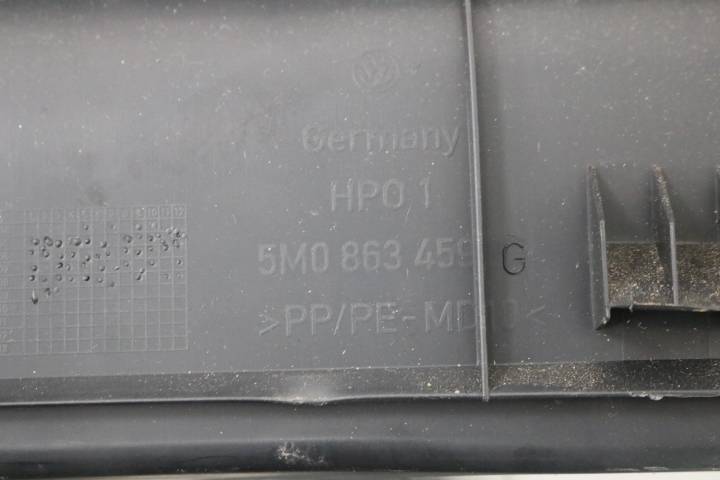 Germany
HPO 1
5M0 863 459 G
>PP/PE-MD10<